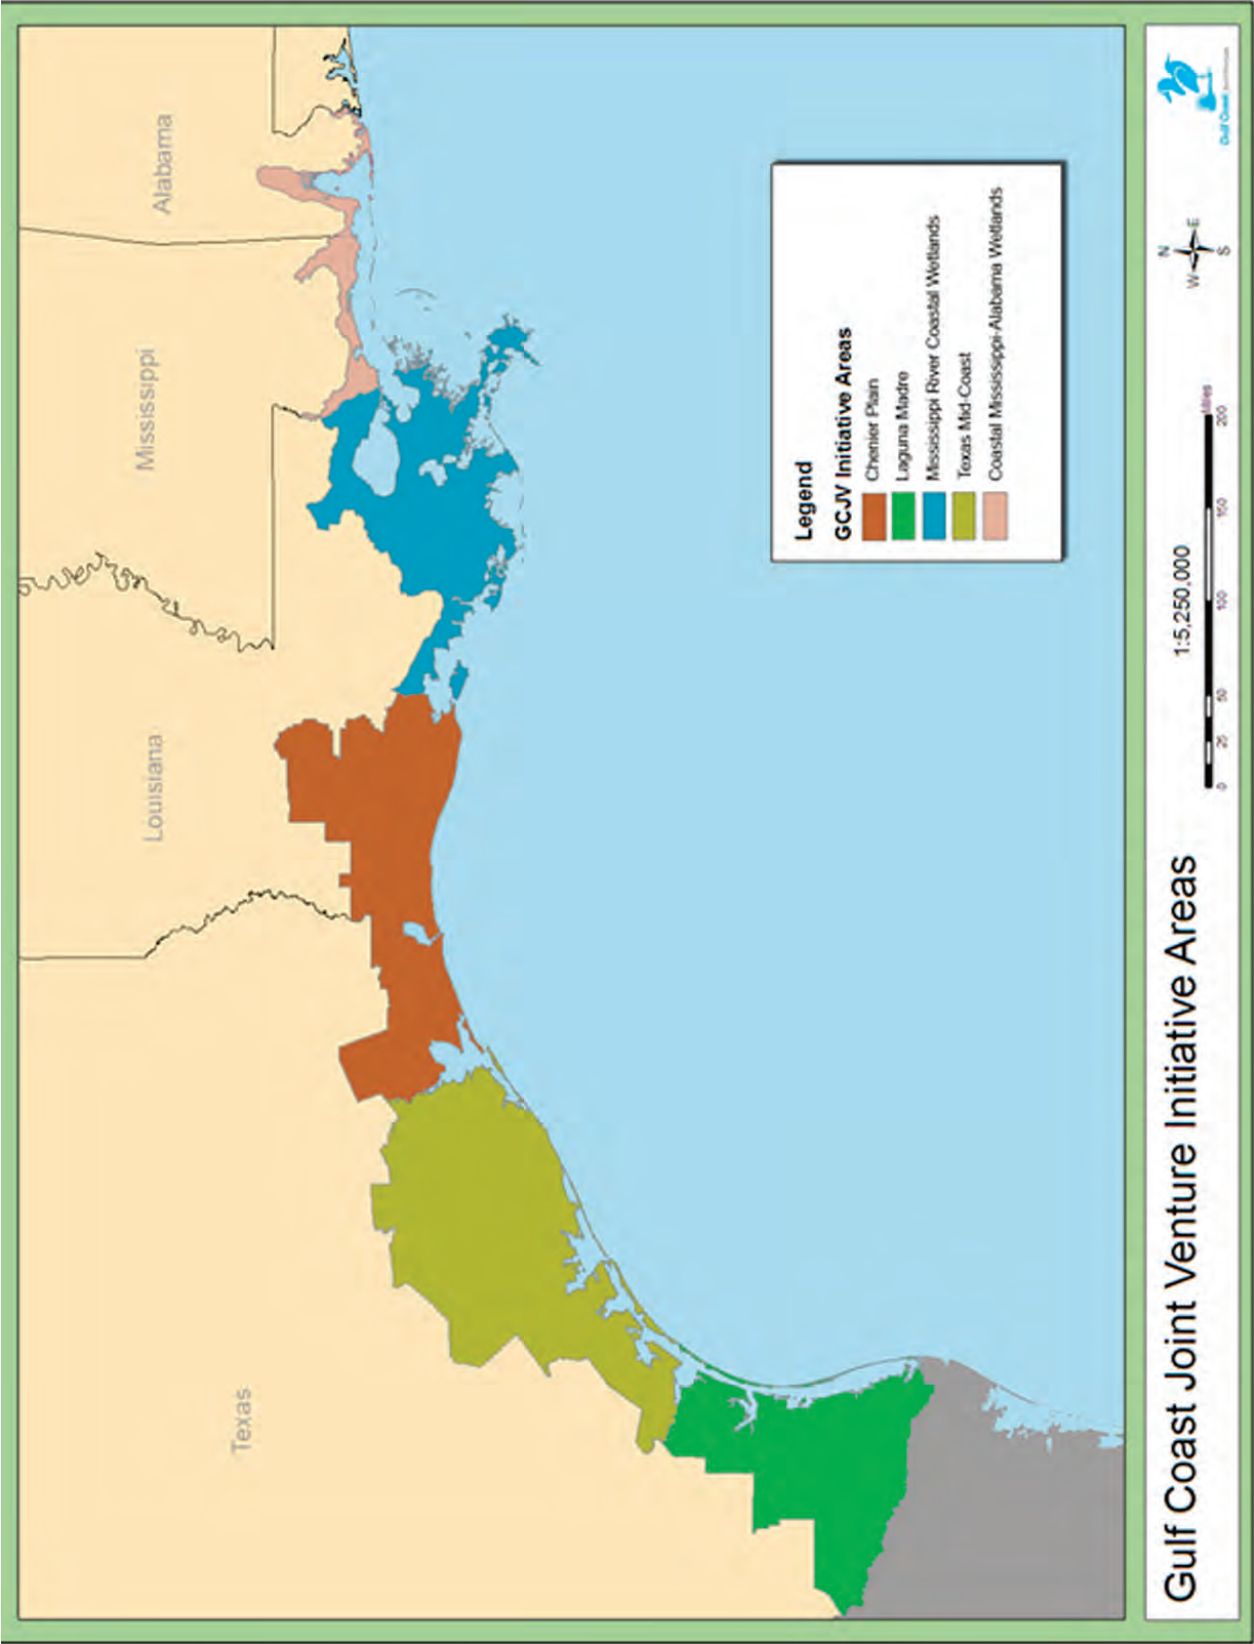 Texas
Louisiana
Mississippi
Alabama
Legend
GCJV Initiative Areas
Chenier Plain
Laguna Madre
Mississippi River Coastal Wetlands
Texas Mid-Coast
Coastal Mississippi-Alabama Wetlands
Gulf Coast Joint Venture Initiative Areas
1:5,250,000
0 25 50 100 150 200
Miles
N
W E
S
Gulf Coast